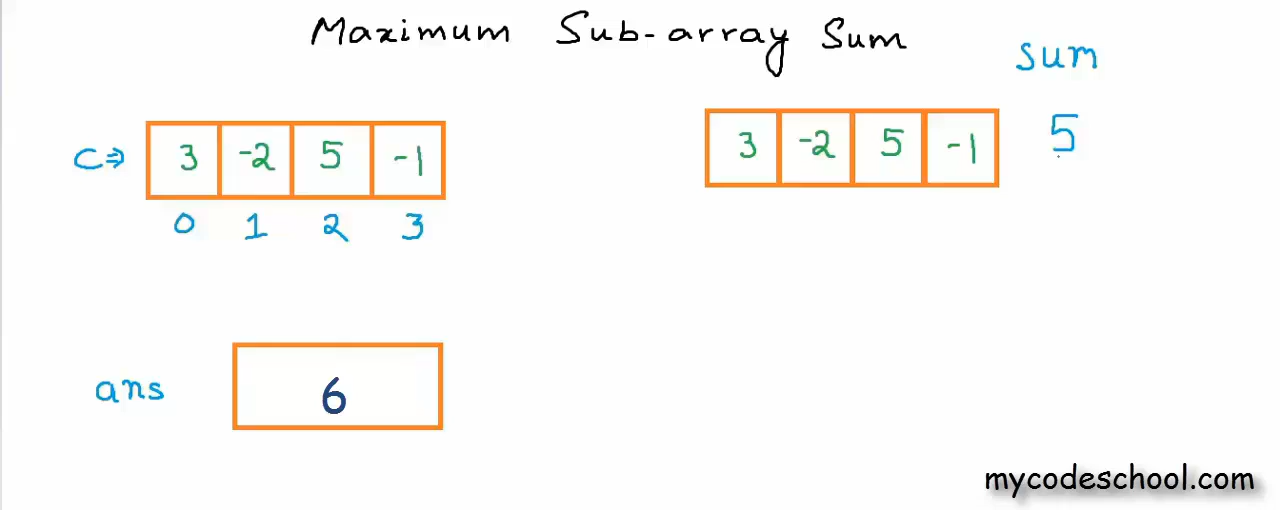 Maximum Sub-array Sum
sum
C⇒ 3 -2 5 -1
3 -2 5 -1 5
0 1 2 3
ans 6
mycodeschool.com